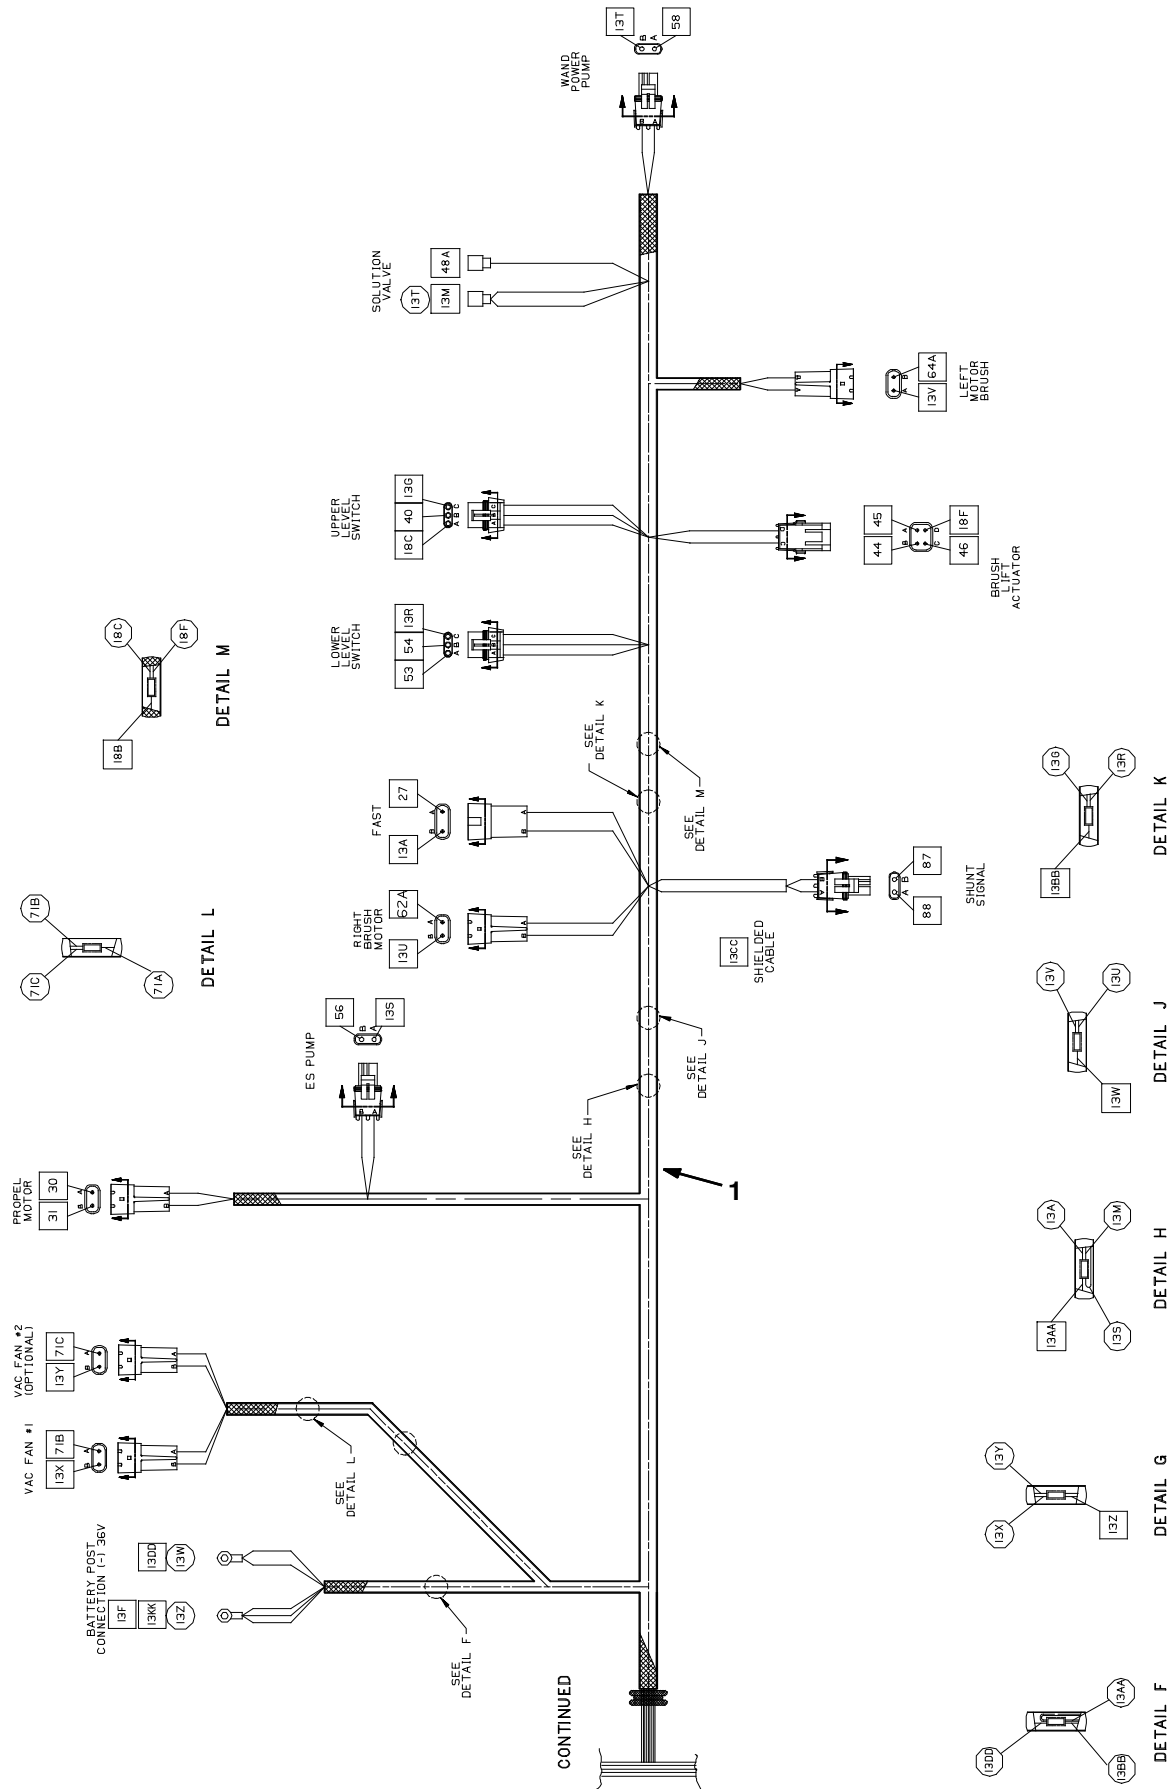 BATTERY POST
CONNECTION (-) 36V
13F
13KK
13Z
13DD
13W
VAC FAN #1
13X
71B
B
A
B
A
VAC FAN #2
(OPTIONAL)
13Y
71C
B
A
B
A
PROPEL
MOTOR
31
30
B
A
B
A
ES PUMP
56
13S
B
A
B
A
RIGHT
BRUSH
MOTOR
13U
62A
B
A
B
A
FAST
13A
27
B
A
B
A
LOWER
LEVEL
SWITCH
53
54
13R
A
B
C
A
B
C
UPPER
LEVEL
SWITCH
18C
40
13G
A
B
C
A
B
C
SOLUTION
VALVE
13T
13M
48A
WAND
POWER
PUMP
13T
58
B
A
B
A
71C
71B
71A
DETAIL L
18B
18C
18F
DETAIL M
SEE
DETAIL F
SEE
DETAIL L
SEE
DETAIL H
SEE
DETAIL J
SEE
DETAIL K
SEE
DETAIL M
CONTINUED
1
13CC
SHIELDED
CABLE
A
B
A
B
88
87
SHUNT
SIGNAL
44
45
B
A
C
D
46
18F
BRUSH
LIFT
ACTUATOR
A
B
A
B
13V
64A
LEFT
MOTOR
BRUSH
13DD
13BB
13AA
DETAIL F
13X
13Y
13Z
DETAIL G
13AA
13A
13S
13M
DETAIL H
13W
13V
13U
DETAIL J
13BB
13G
13R
DETAIL K